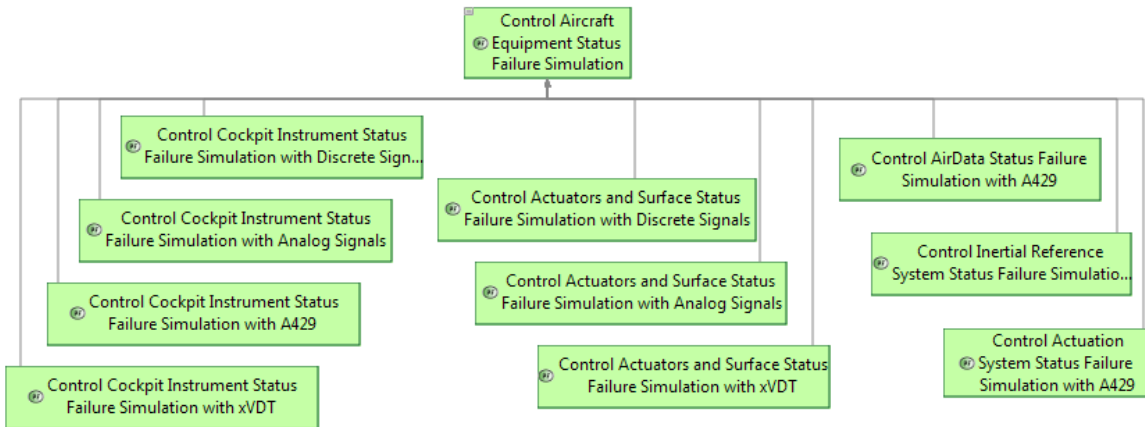 Control Aircraft
Equipment Status
Failure Simulation
Control Cockpit Instrument Status
Failure Simulation with Discrete Sign...
Control Cockpit Instrument Status
Failure Simulation with Analog Signals
Control Cockpit Instrument Status
Failure Simulation with A429
Control Cockpit Instrument Status
Failure Simulation with xVDT
Control Actuators and Surface Status
Failure Simulation with Discrete Signals
Control Actuators and Surface Status
Failure Simulation with Analog Signals
Control Actuators and Surface Status
Failure Simulation with xVDT
Control AirData Status Failure
Simulation with A429
Control Inertial Reference
System Status Failure Simulatio...
Control Actuation
System Status Failure
Simulation with A429